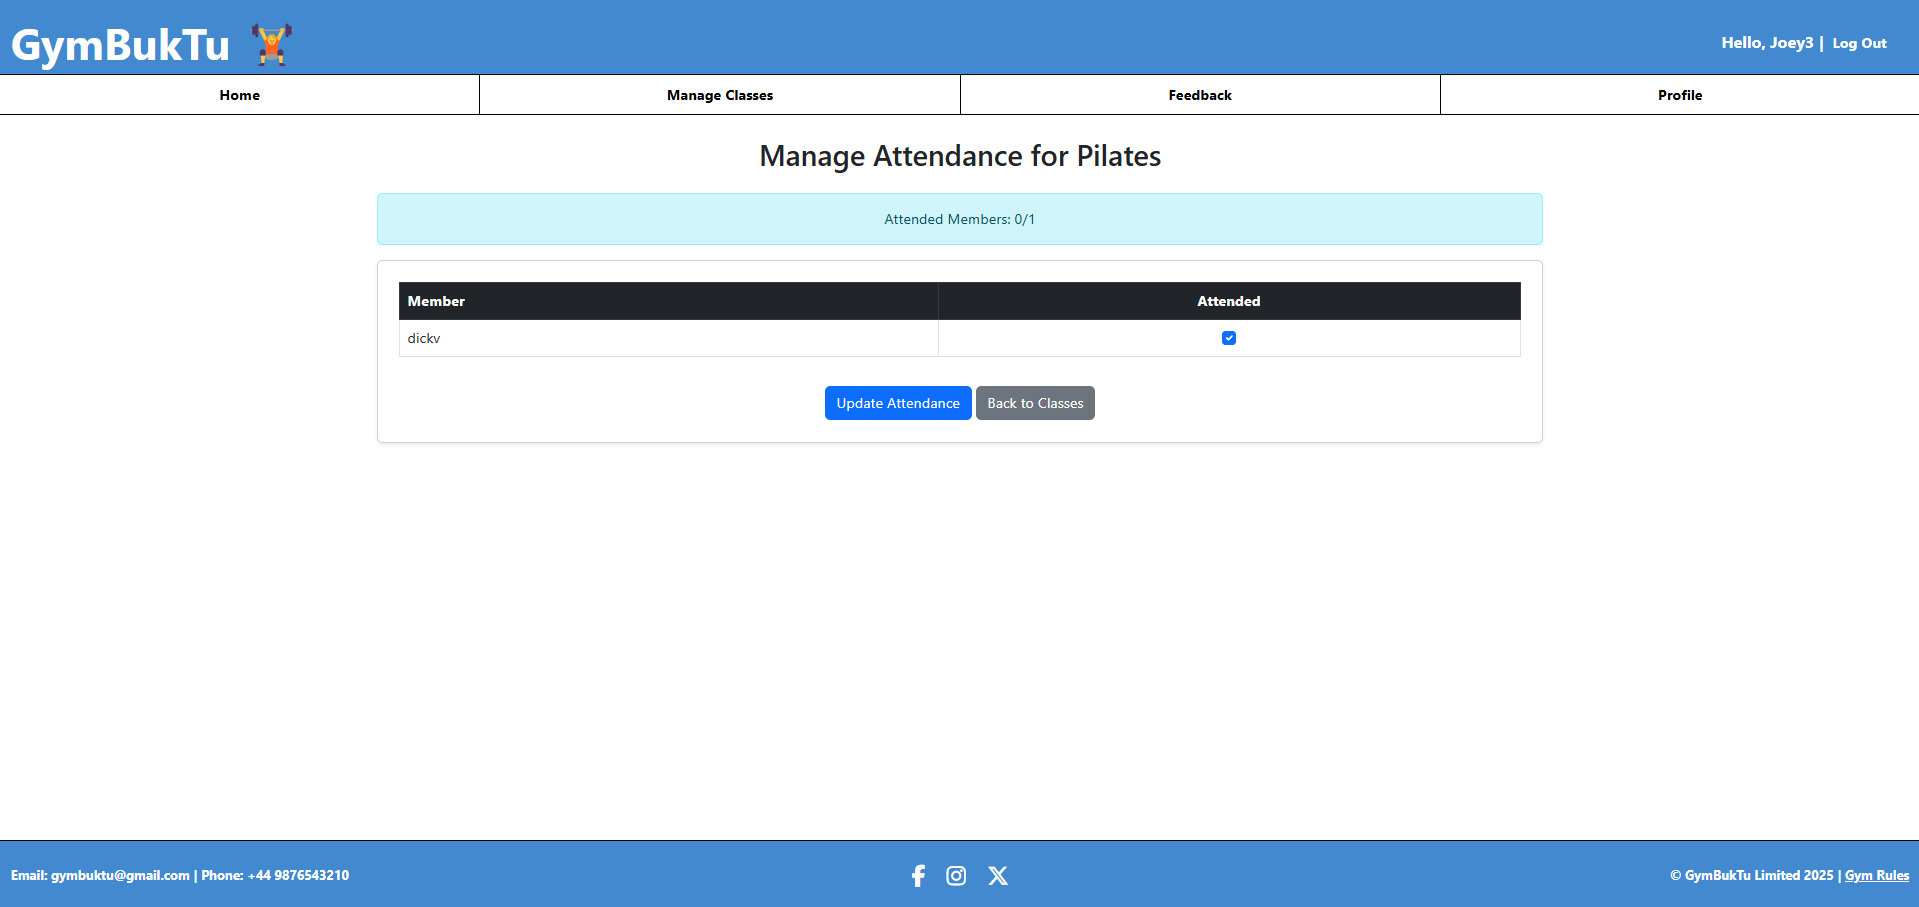 GymBukTu
Hello, Joey3 | Log Out
Home
Manage Classes
Feedback
Profile
Manage Attendance for Pilates
Attended Members: 0/1
Member
Attended
dickv
Update Attendance
Back to Classes
Email: gymbuktu@gmail.com | Phone: +44 9876543210
© GymBukTu Limited 2025 | Gym Rules